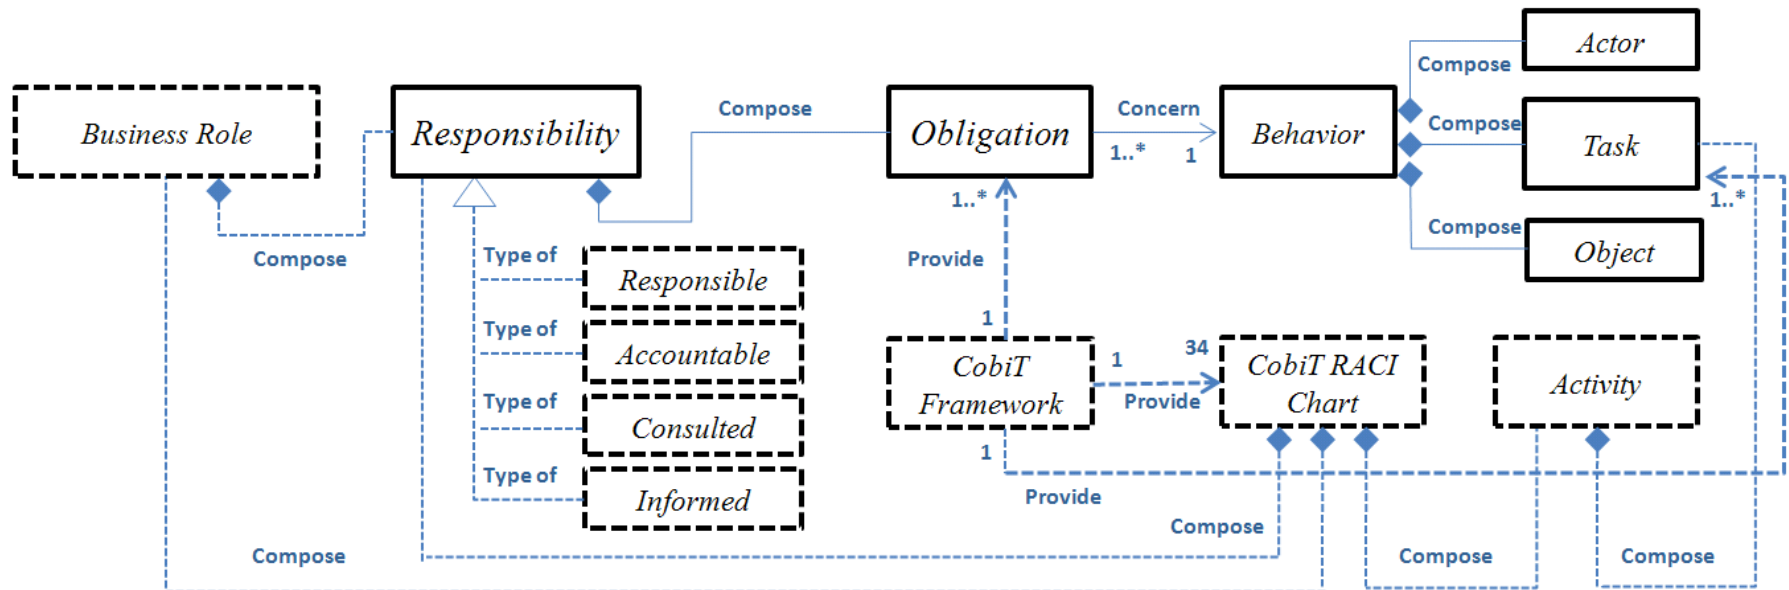 Actor
Compose
Business Role
Responsibility
Compose
Obligation
Concern
1..*
1
Behavior
Compose
Task
1..*
Compose
Object
Compose
1..*
Type of
Responsible
Provide
Type of
Accountable
1
CobiT
Framework
1
34
Provide
CobiT RACI
Chart
Activity
Type of
Consulted
1
Type of
Informed
Provide
Compose
Compose
Compose
Compose